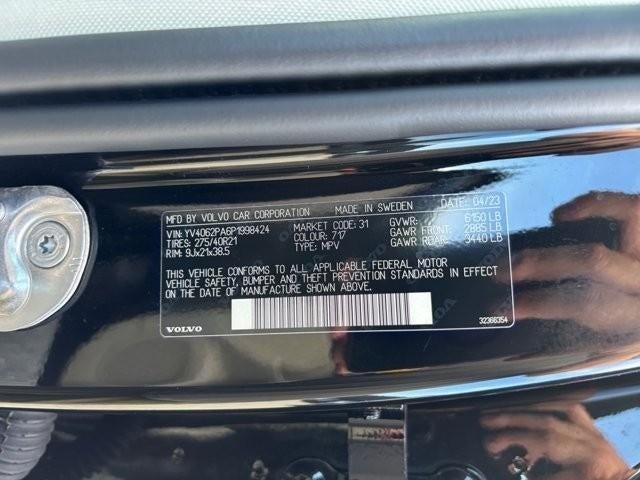 MFD BY VOLVO CAR CORPORATION MADE IN SWEDEN DATE: 04/23
VIN:YV4062PA6P1998424 MARKET CODE: 31 GVWR: 6150 LB
TIRES: 275/40R21 COLOUR: 717 GAWR FRONT: 2885 LB
RIM: 9Jx21x38.5 TYPE: MPV GAWR REAR: 3440 LB
THIS VEHICLE CONFORMS TO ALL APPLICABLE FEDERAL MOTOR
VEHICLE SAFETY, BUMPER AND THEFT PREVENTION STANDARDS IN EFFECT
ON THE DATE OF MANUFACTURE SHOWN ABOVE.
VOLVO 32366354